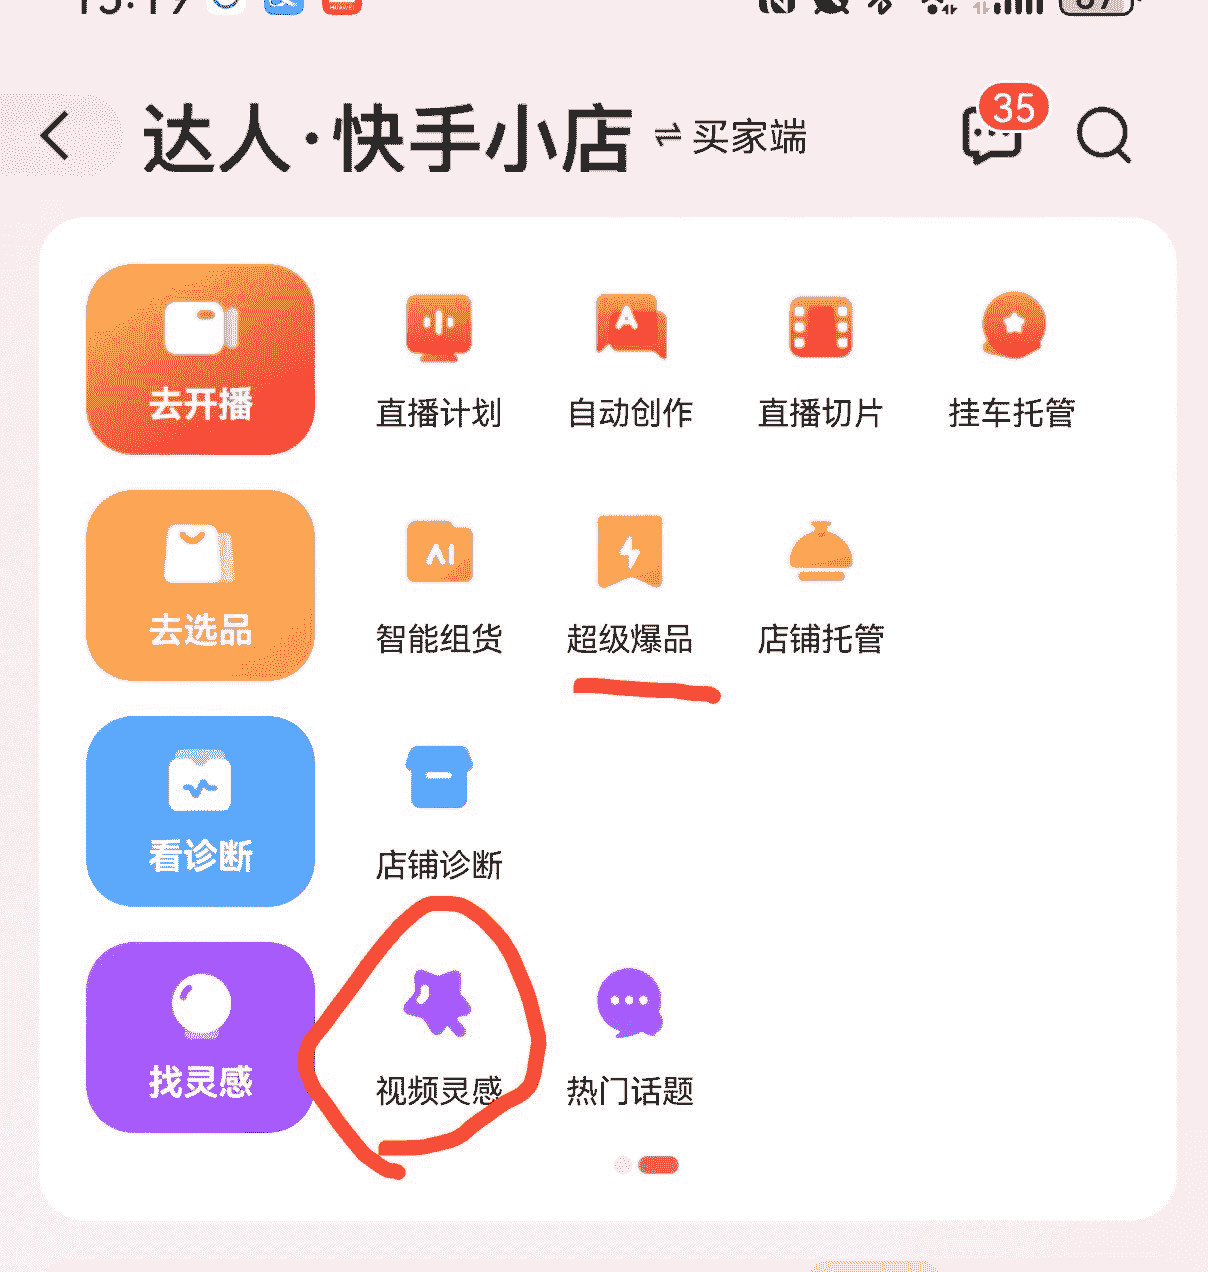 达人·快手小店 ⇌ 买家端 35
去开播 直播计划 自动创作 直播切片 挂车托管
AI
去选品 智能组货 超级爆品 店铺托管
看诊断 店铺诊断
找灵感 视频灵感 热门话题